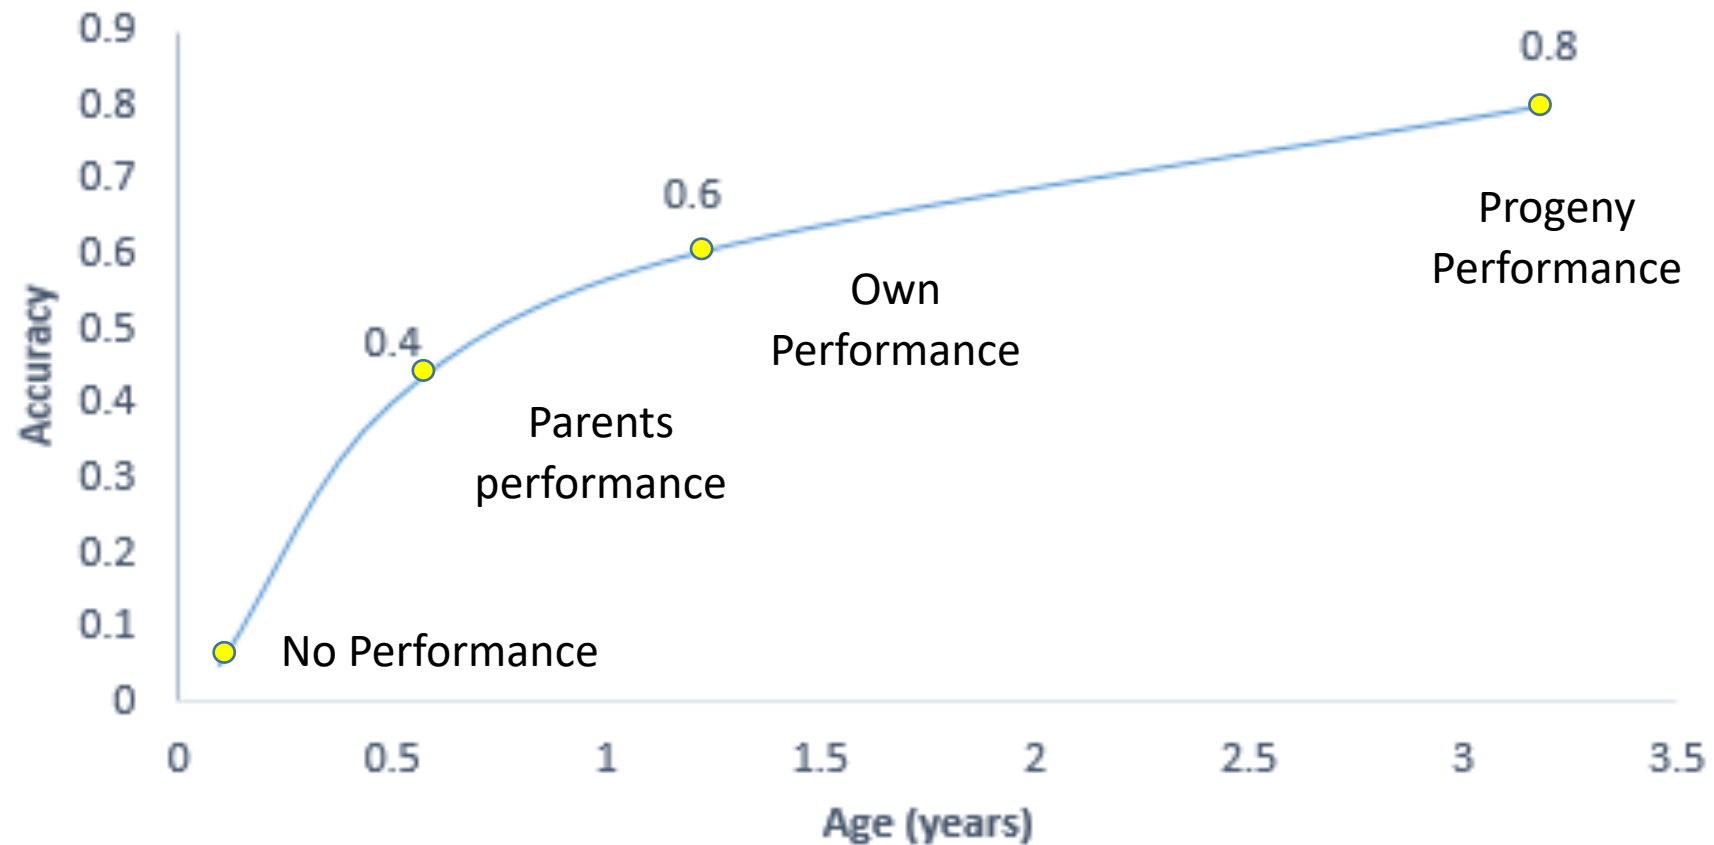 0.9
0.8
0.7
0.6
0.5
0.4
0.3
0.2
0.1
0
Accuracy
0.4
0.6
0.8
No Performance
Parents
performance
Own
Performance
Progeny
Performance
0 0.5 1 1.5 2 2.5 3 3.5
Age (years)